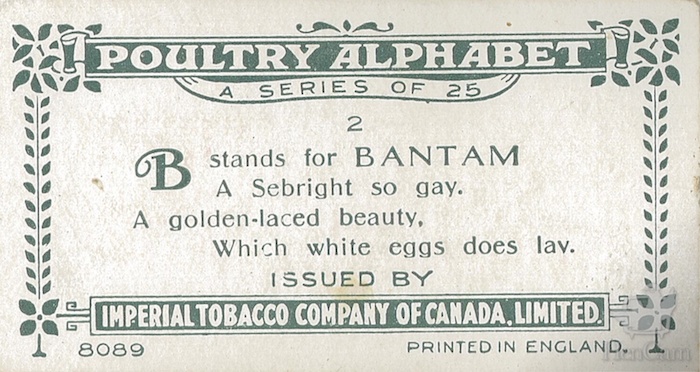 POULTRY ALPHABET
A SERIES OF 25
2
B stands for BANTAM
A Sebright so gay.
A golden-laced beauty,
Which white eggs does lay.
ISSUED BY
IMPERIAL TOBACCO COMPANY OF CANADA, LIMITED.
8089 PRINTED IN ENGLAND.